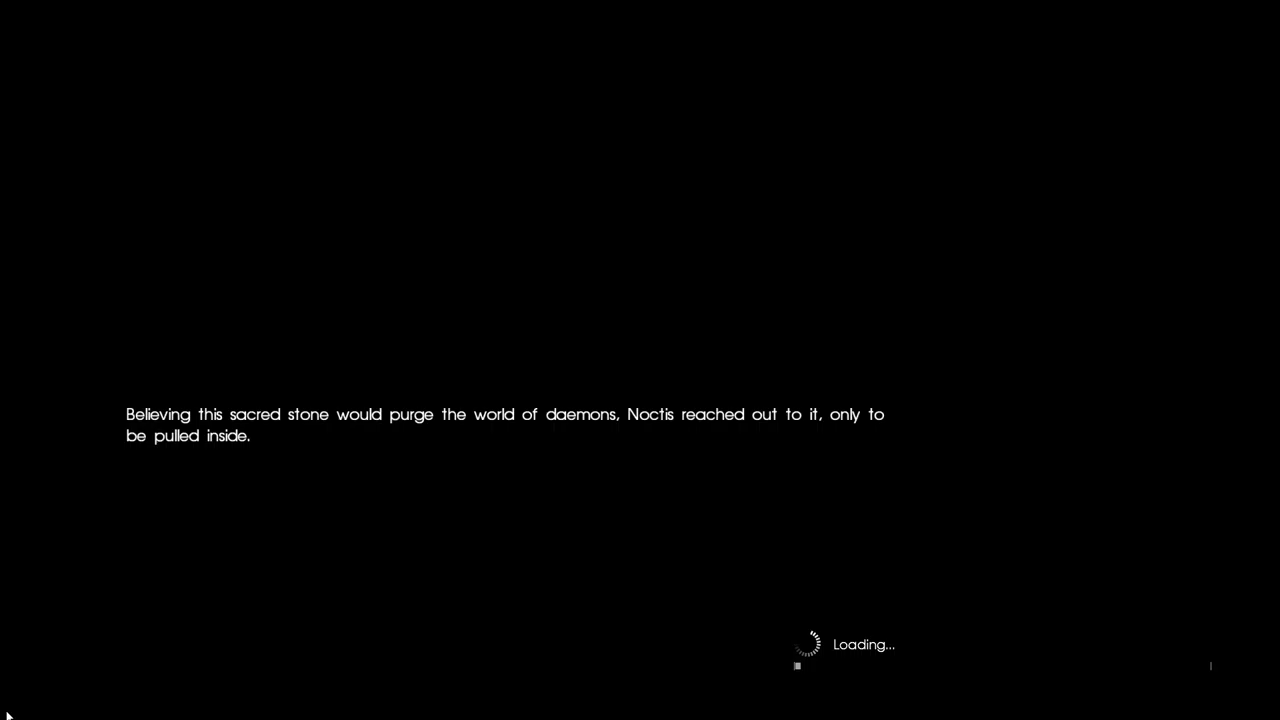 Believing this sacred stone would purge the world of daemons, Noctis reached out to it, only to
be pulled inside.
Loading...